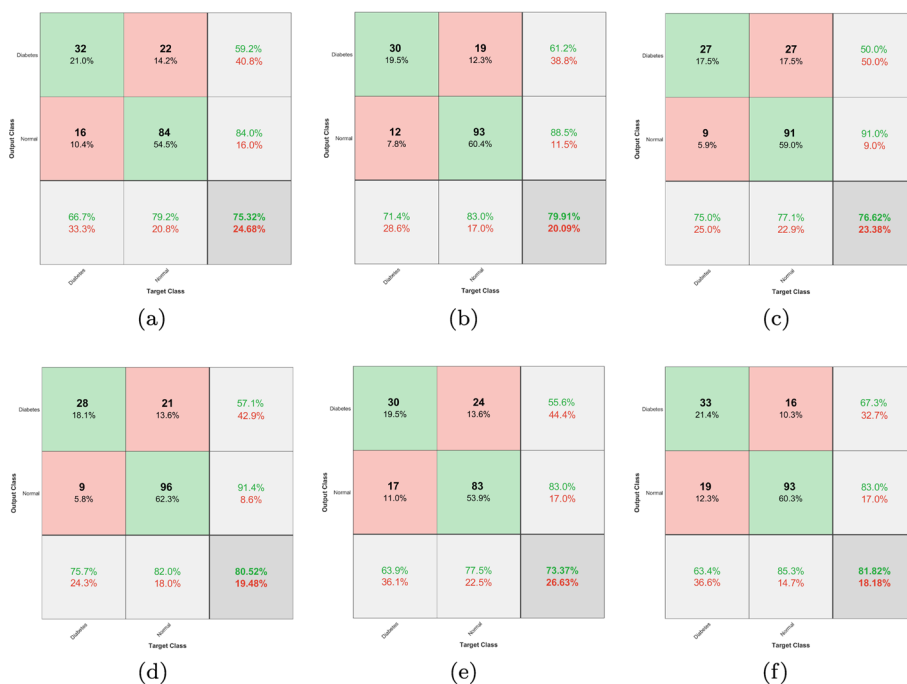 Diabetes
32
21.0%
22
14.2%
59.2%
40.8%
Normal
16
10.4%
84
54.5%
84.0%
16.0%
66.7%
33.3%
79.2%
20.8%
75.32%
24.68%
Diabetes
Normal
Output Class
Target Class
(a)
Diabetes
30
19.5%
19
12.3%
61.2%
38.8%
Normal
12
7.8%
93
60.4%
88.5%
11.5%
71.4%
28.6%
83.0%
17.0%
79.91%
20.09%
Diabetes
Normal
Output Class
Target Class
(b)
Diabetes
27
17.5%
27
17.5%
50.0%
50.0%
Normal
9
5.9%
91
59.0%
91.0%
9.0%
75.0%
25.0%
77.1%
22.9%
76.62%
23.38%
Diabetes
Normal
Output Class
Target Class
(c)
Diabetes
28
18.1%
21
13.6%
57.1%
42.9%
Normal
9
5.8%
96
62.3%
91.4%
8.6%
75.7%
24.3%
82.0%
18.0%
80.52%
19.48%
Diabetes
Normal
Output Class
Target Class
(d)
Diabetes
30
19.5%
24
13.6%
55.6%
44.4%
Normal
17
11.0%
83
53.9%
83.0%
17.0%
63.9%
36.1%
77.5%
22.5%
73.37%
26.63%
Diabetes
Normal
Output Class
Target Class
(e)
Diabetes
33
21.4%
16
10.3%
67.3%
32.7%
Normal
19
12.3%
93
60.3%
83.0%
17.0%
63.4%
36.6%
85.3%
14.7%
81.82%
18.18%
Diabetes
Normal
Output Class
Target Class
(f)